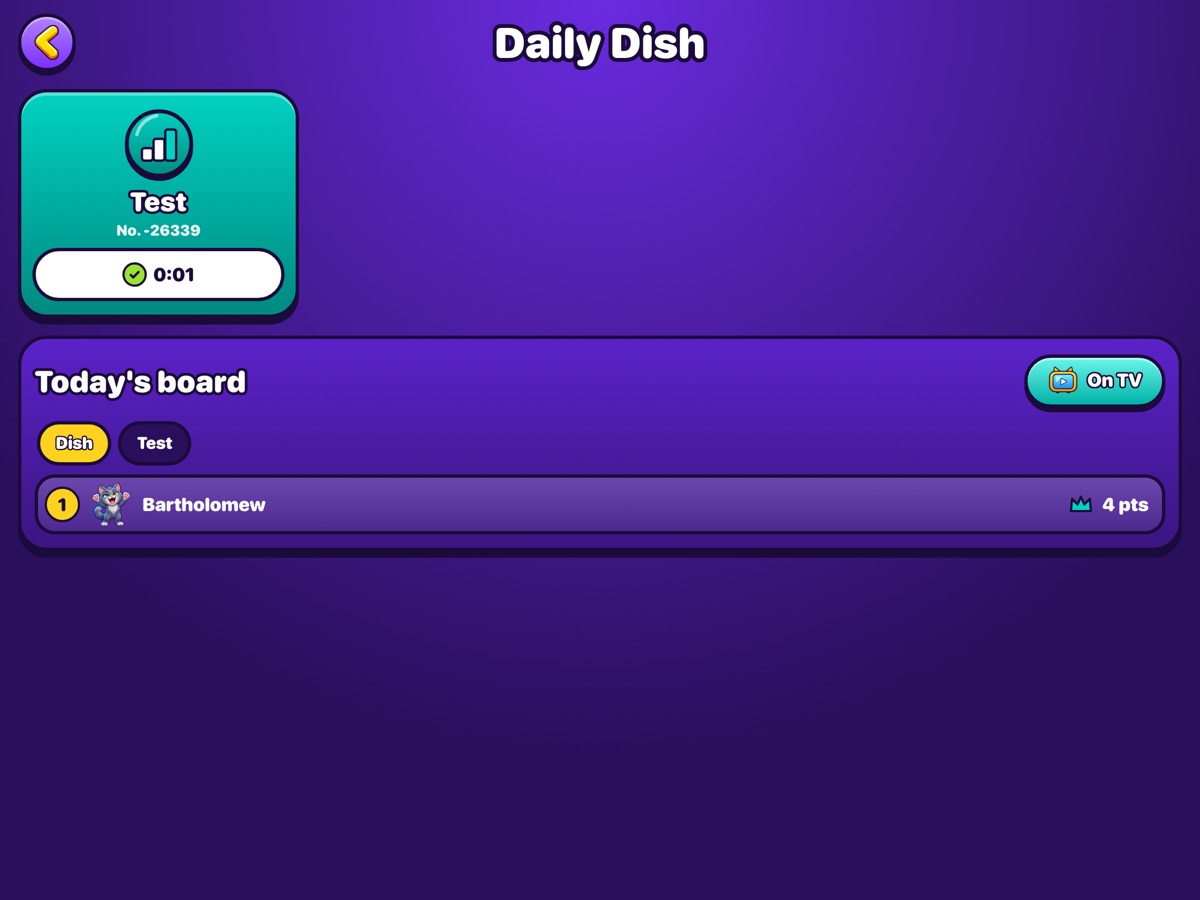 Daily Dish
Test
No. -26339
0:01
Today's board
On TV
Dish
Test
1 Bartholomew 4 pts